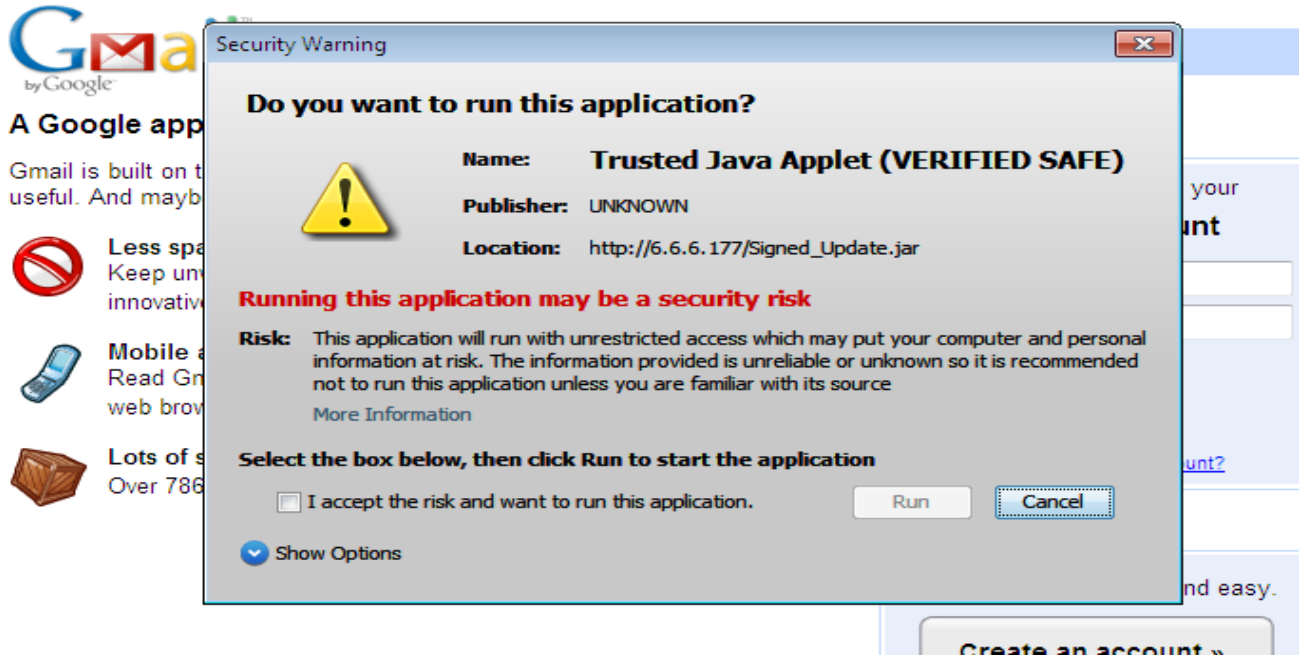 GMa
TM
by Google
Security Warning
Do you want to run this application?
Name: Trusted Java Applet (VERIFIED SAFE)
Publisher: UNKNOWN
Location: http://6.6.6.177/Signed_Update.jar
Running this application may be a security risk
Risk: This application will run with unrestricted access which may put your computer and personal
information at risk. The information provided is unreliable or unknown so it is recommended
not to run this application unless you are familiar with its source
More Information
Select the box below, then click Run to start the application
I accept the risk and want to run this application.
Run
Cancel
Show Options
A Google app
Gmail is built on t
useful. And mayb
Less spa
Keep unw
innovativ
Mobile a
Read Gm
web brow
Lots of s
Over 786
your
unt
unt?
nd easy.
Create an account »